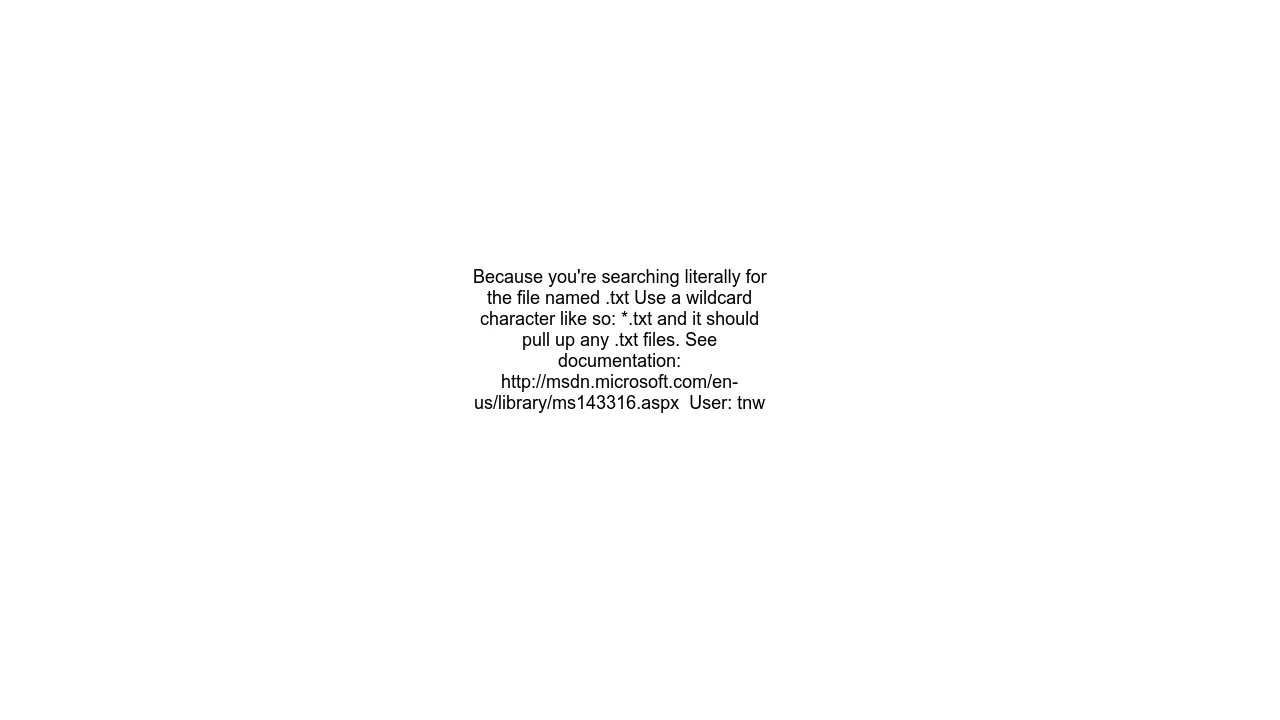 Because you're searching literally for
the file named .txt Use a wildcard
character like so: *.txt and it should
pull up any .txt files. See
documentation:
http://msdn.microsoft.com/en-
us/library/ms143316.aspx  User: tnw